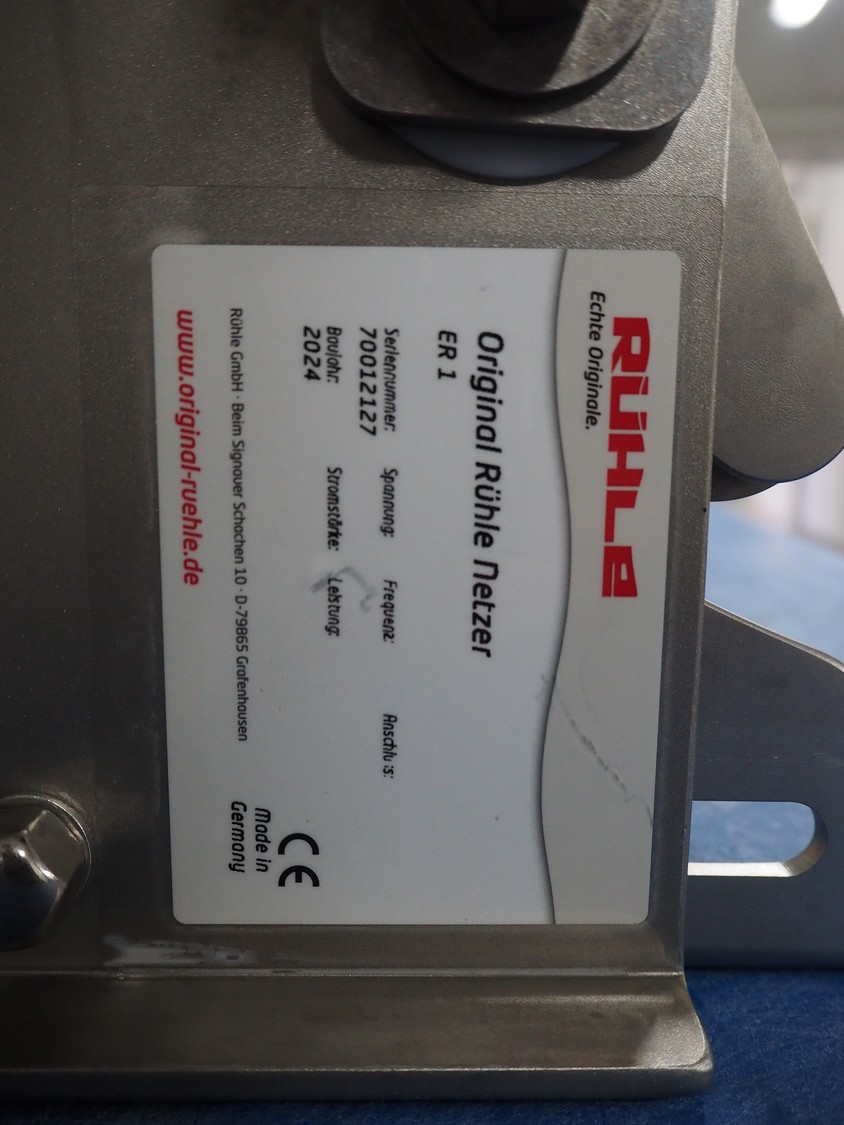 RÜHLE
Echte Originale.
Original Rühle Netzer
ER 1
Seriennummer: Spannung: Frequenz: Anschluss:
70012127
Baujahr: Stromstärke: Leistung:
2024
CE
Rühle GmbH · Beim Signauer Schachen 10 · D-79865 Grafenhausen
Made in
Germany
www.original-ruehle.de